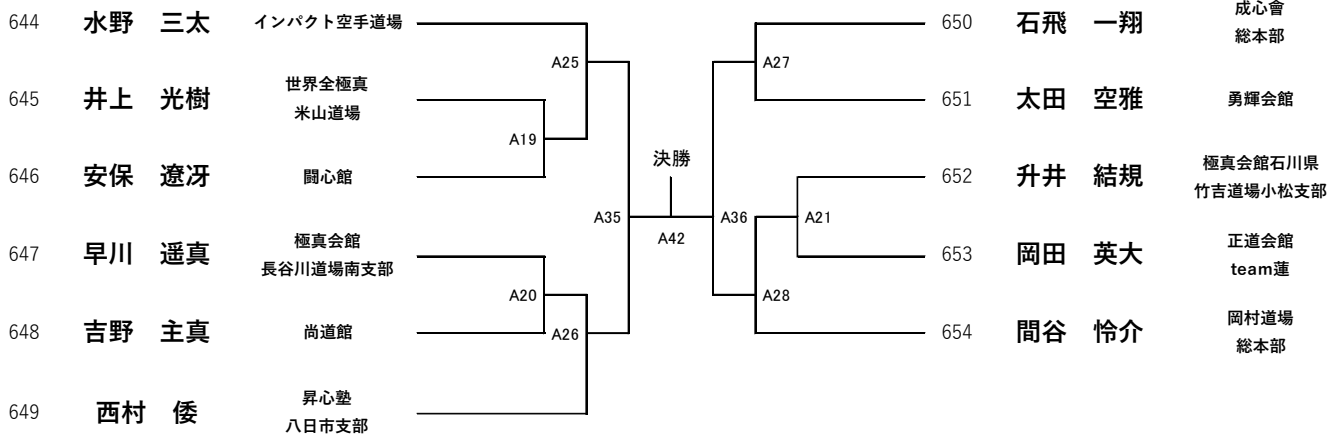 644 水野 三太 インパクト空手道場
A25
645 井上 光樹 世界全極真
米山道場
A19
646 安保 遼冴 闘心館
A35
647 早川 遥真 極真会館
長谷川道場南支部
A20
648 吉野 主真 尚道館
A26
649 西村 倭 昇心塾
八日市支部
決勝
A42
650 石飛 一翔 成心會
総本部
A27
651 太田 空雅 勇輝会館
A36
652 升井 結規 極真会館石川県
竹吉道場小松支部
A21
653 岡田 英大 正道会館
team蓮
A28
654 間谷 怜介 岡村道場
総本部